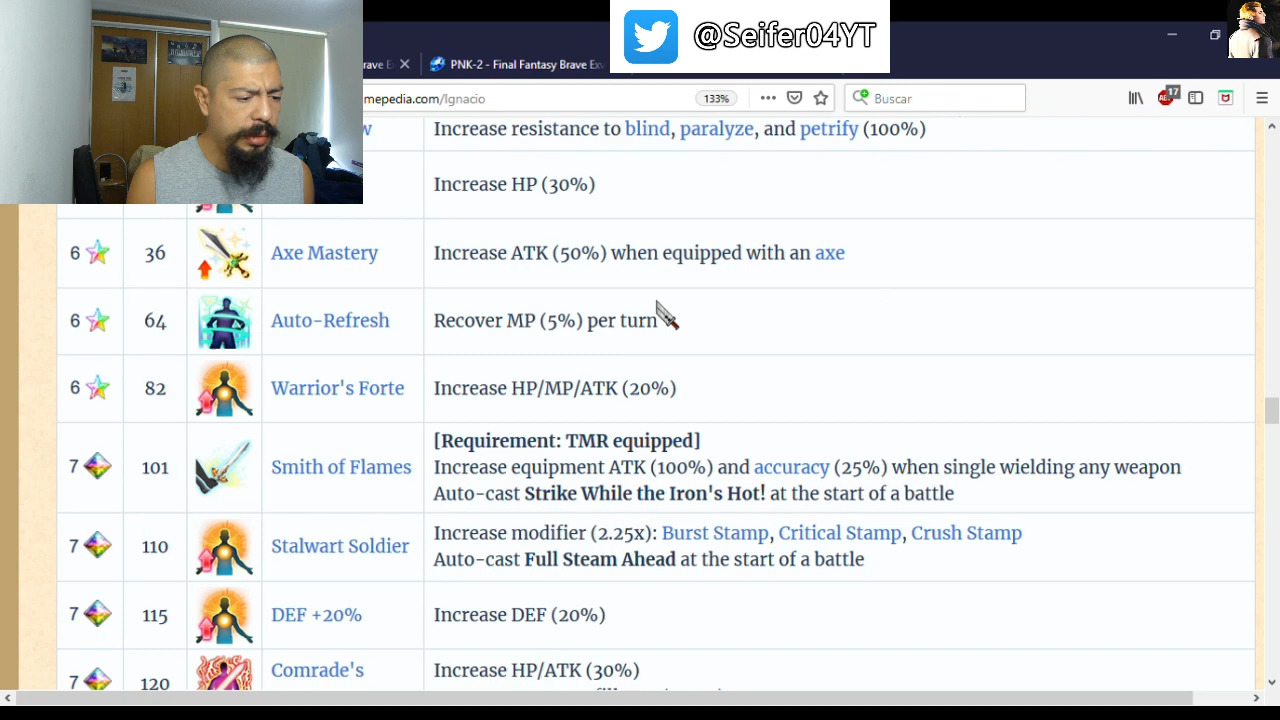 @Seifer04YT
rave E
PNK-2 - Final Fantasy Brave Ex
mepedia.com/Ignacio
133%
Buscar
17
w
Increase resistance to blind, paralyze, and petrify (100%)
Increase HP (30%)
6
36
Axe Mastery
Increase ATK (50%) when equipped with an axe
6
64
Auto-Refresh
Recover MP (5%) per turn
6
82
Warrior's Forte
Increase HP/MP/ATK (20%)
[Requirement: TMR equipped]
7
101
Smith of Flames
Increase equipment ATK (100%) and accuracy (25%) when single wielding any weapon
Auto-cast Strike While the Iron's Hot! at the start of a battle
7
110
Stalwart Soldier
Increase modifier (2.25x): Burst Stamp, Critical Stamp, Crush Stamp
Auto-cast Full Steam Ahead at the start of a battle
7
115
DEF +20%
Increase DEF (20%)
7
120
Comrade's
Increase HP/ATK (30%)